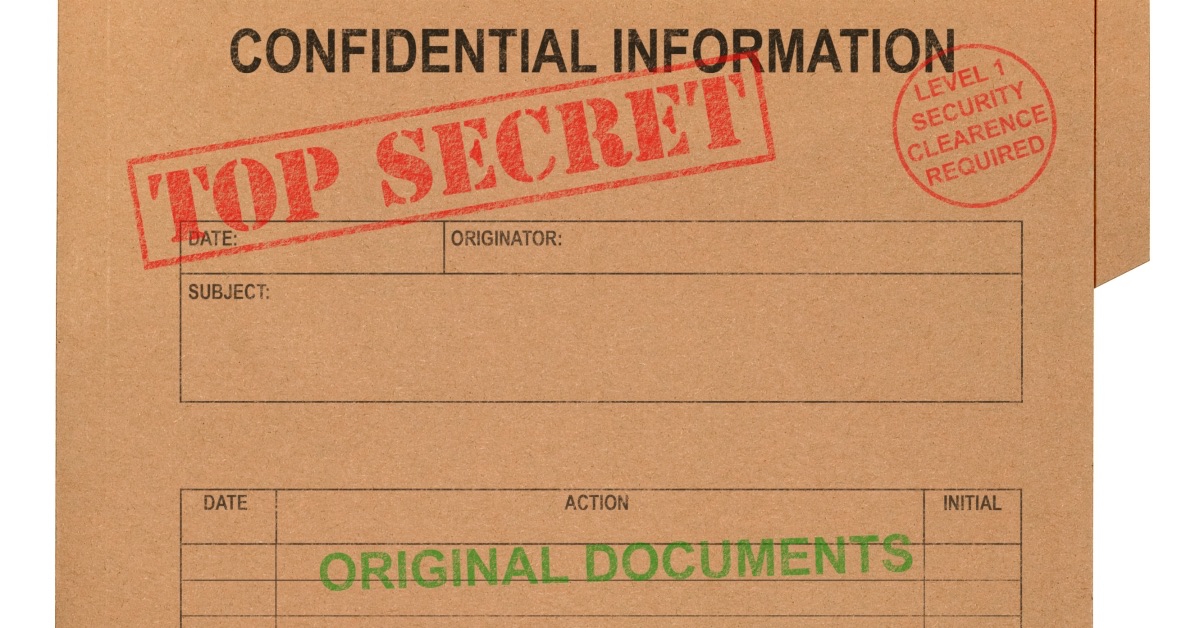 CONFIDENTIAL INFORMATION
TOP SECRET
LEVEL 1
SECURITY
CLEARENCE
REQUIRED
DATE: ORIGINATOR:
SUBJECT:
DATE ACTION INITIAL
ORIGINAL DOCUMENTS